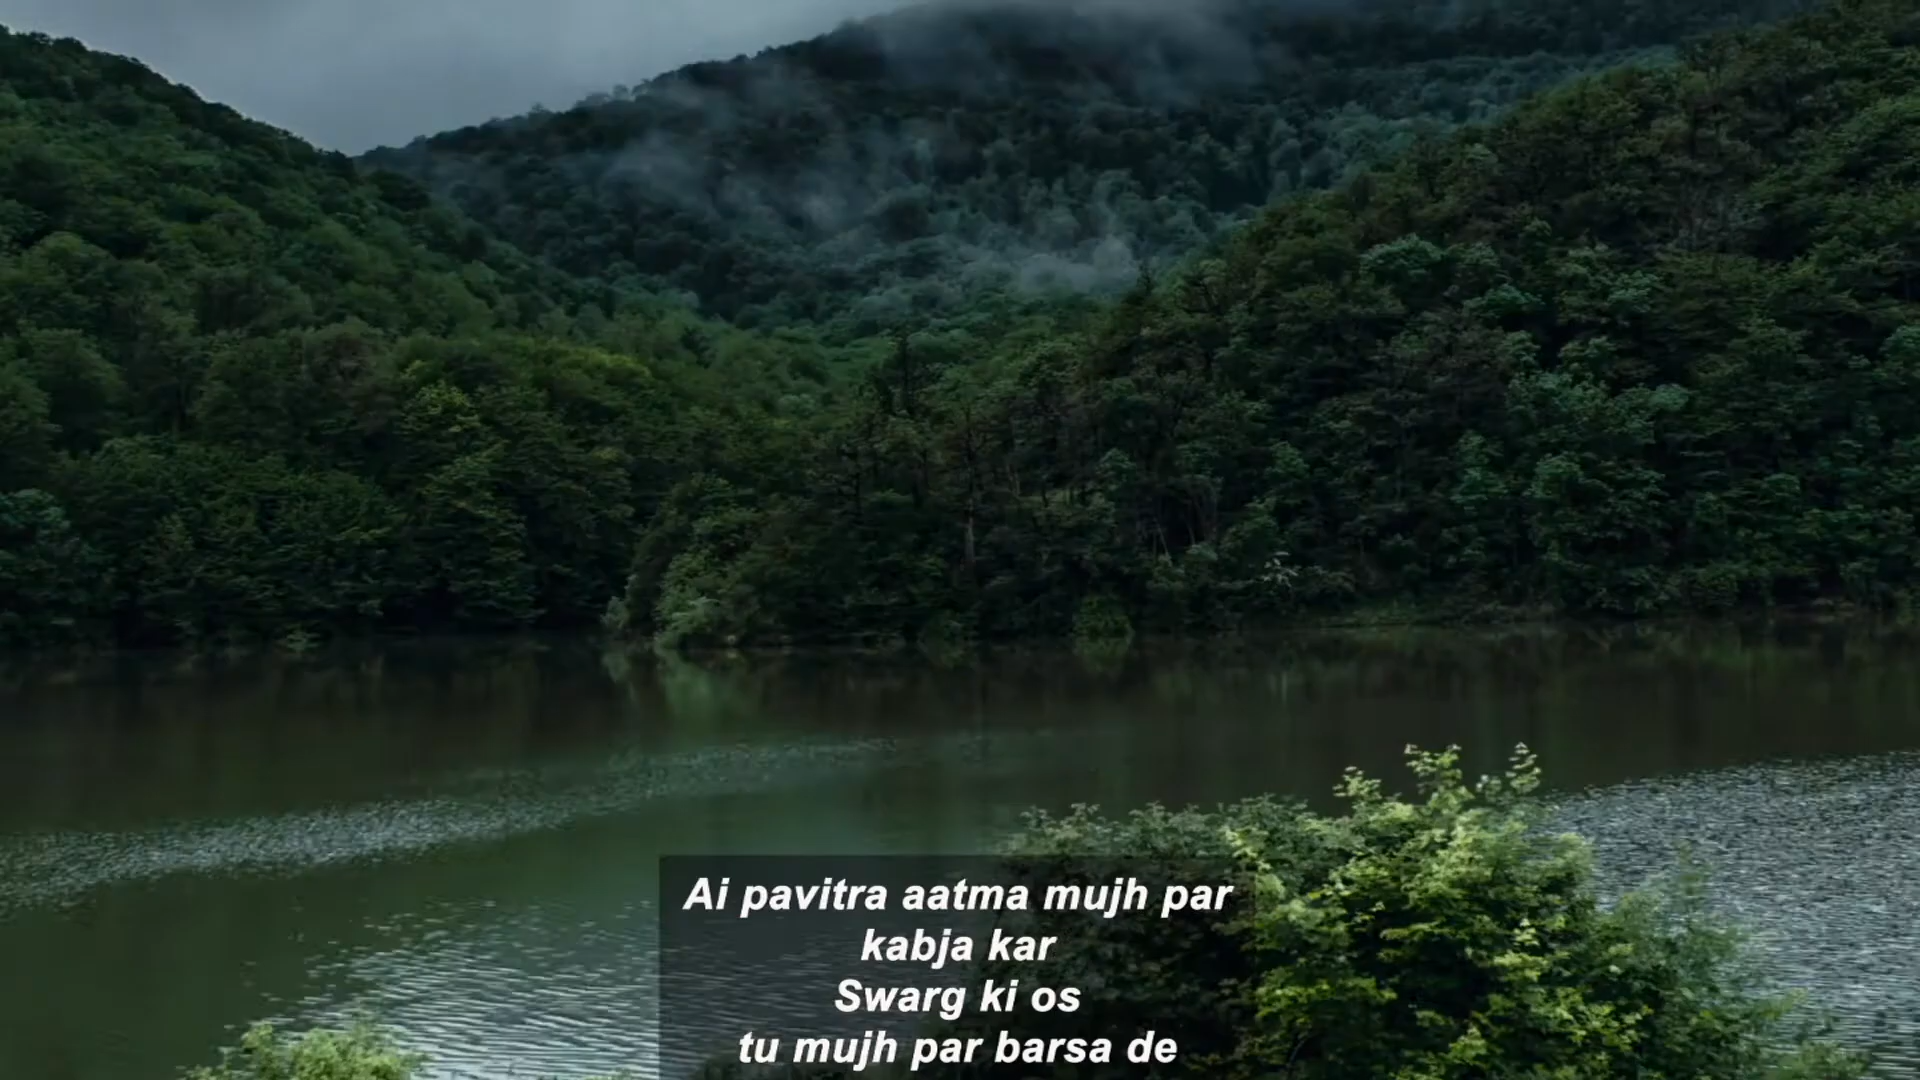 Ai pavitra aatma mujh par
kabja kar
Swarg ki os
tu mujh par barsa de